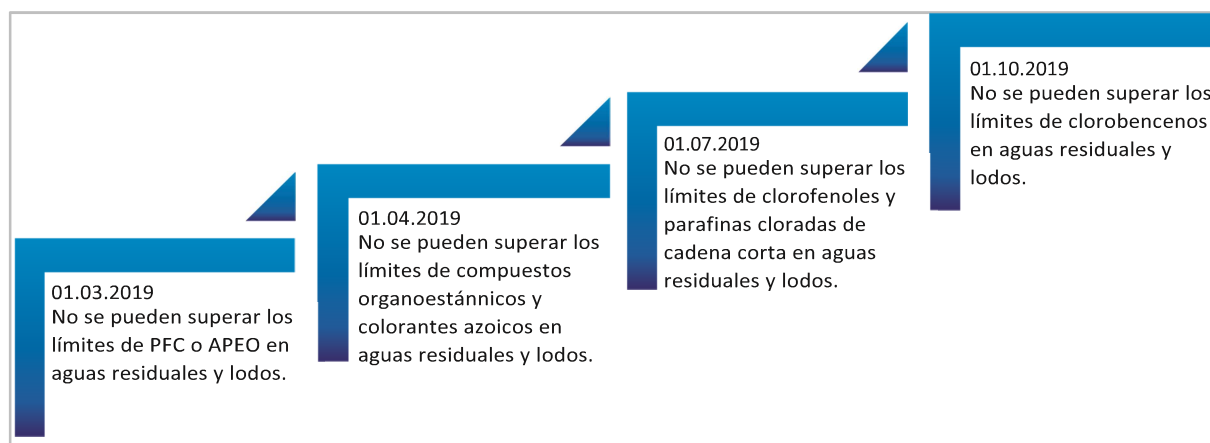 01.03.2019
No se pueden superar los
límites de PFC o APEO en
aguas residuales y lodos.
01.04.2019
No se pueden superar los
límites de compuestos
organoestánnicos y
colorantes azoicos en
aguas residuales y lodos.
01.07.2019
No se pueden superar los
límites de clorofenoles y
parafinas cloradas de
cadena corta en aguas
residuales y lodos.
01.10.2019
No se pueden superar los
límites de clorobencenos
en aguas residuales y
lodos.